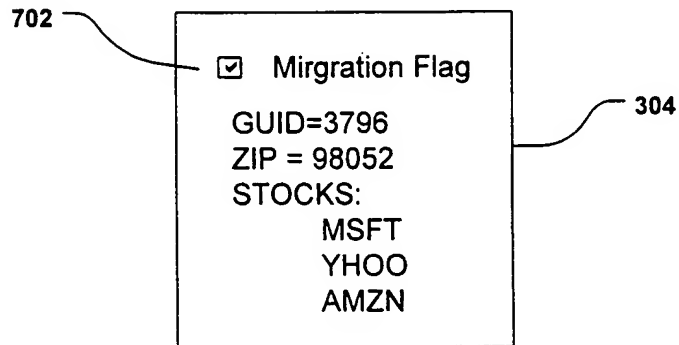 702
Mirgration Flag
304
GUID=3796
ZIP = 98052
STOCKS:
MSFT
YHOO
AMZN